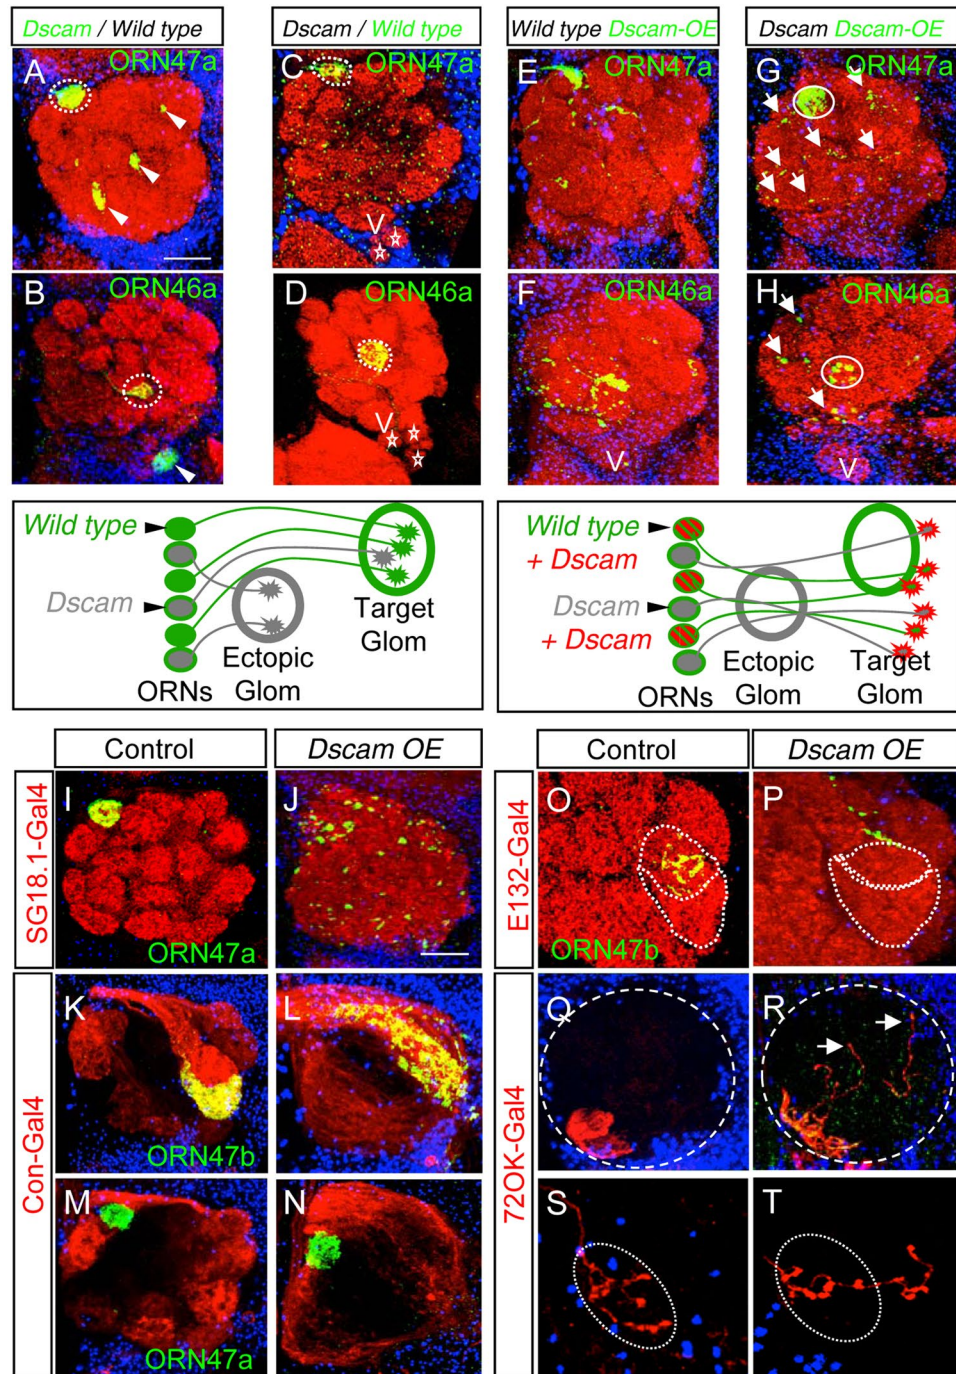 Dscam / Wild type
Dscam / Wild type
Wild type Dscam-OE
Dscam Dscam-OE
A
ORN47a
C
ORN47a
E
ORN47a
G
ORN47a
V
B
ORN46a
D
ORN46a
F
ORN46a
H
ORN46a
V
V
V
Wild type
Dscam
ORNs
Ectopic
Glom
Target
Glom
Wild type
+ Dscam
Dscam
+ Dscam
ORNs
Ectopic
Glom
Target
Glom
Control
Dscam OE
Control
Dscam OE
SG18.1-Gal4
I
ORN47a
J
E132-Gal4
O
ORN47b
P
Con-Gal4
K
ORN47b
L
72OK-Gal4
Q
R
M
ORN47a
N
S
T